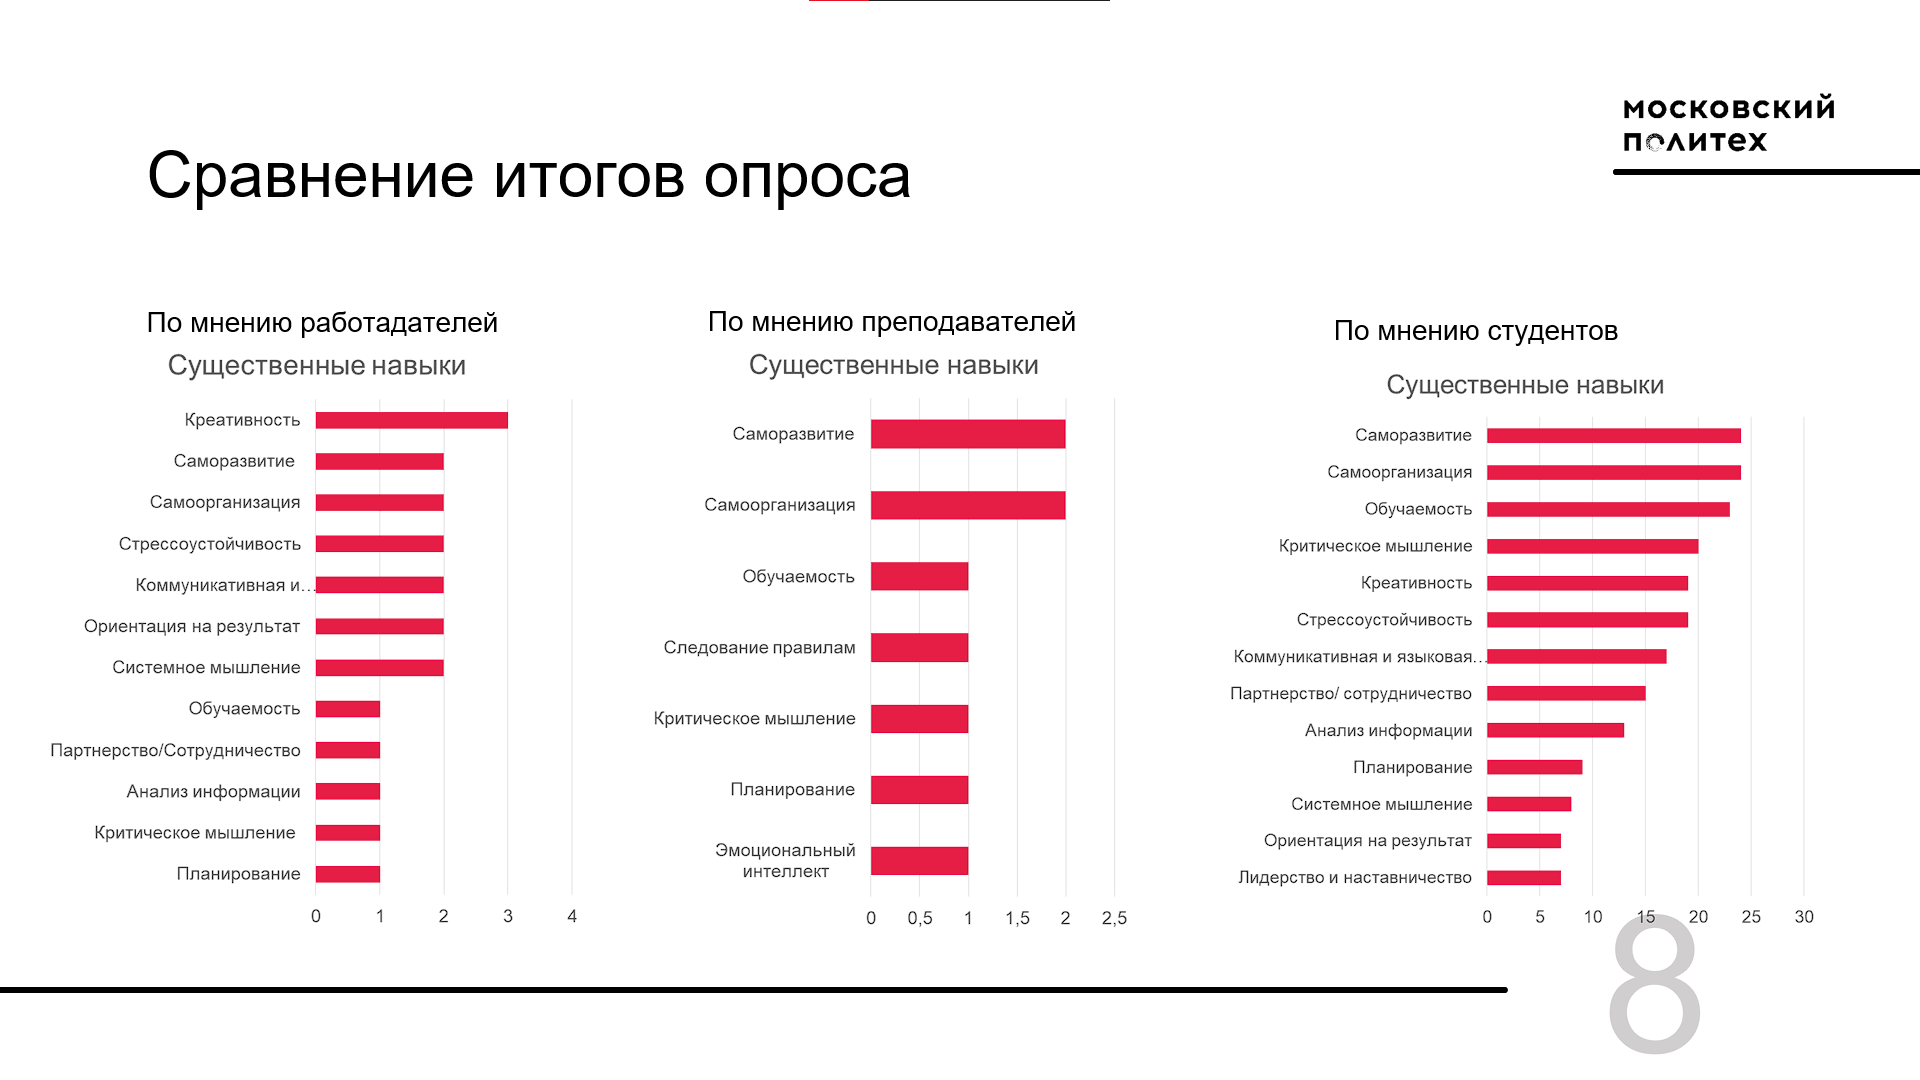 московский
политех
Сравнение итогов опроса
По мнению работадателей
Существенные навыки
Креативность
Саморазвитие
Самоорганизация
Стрессоустойчивость
Коммуникативная и…
Ориентация на результат
Системное мышление
Обучаемость
Партнерство/Сотрудничество
Анализ информации
Критическое мышление
Планирование
0 1 2 3 4
По мнению преподавателей
Существенные навыки
Саморазвитие
Самоорганизация
Обучаемость
Следование правилам
Критическое мышление
Планирование
Эмоциональный
интеллект
0 0,5 1 1,5 2 2,5
По мнению студентов
Существенные навыки
Саморазвитие
Самоорганизация
Обучаемость
Критическое мышление
Креативность
Стрессоустойчивость
Коммуникативная и языковая…
Партнерство/ сотрудничество
Анализ информации
Планирование
Системное мышление
Ориентация на результат
Лидерство и наставничество
0 5 10 15 20 25 30
8